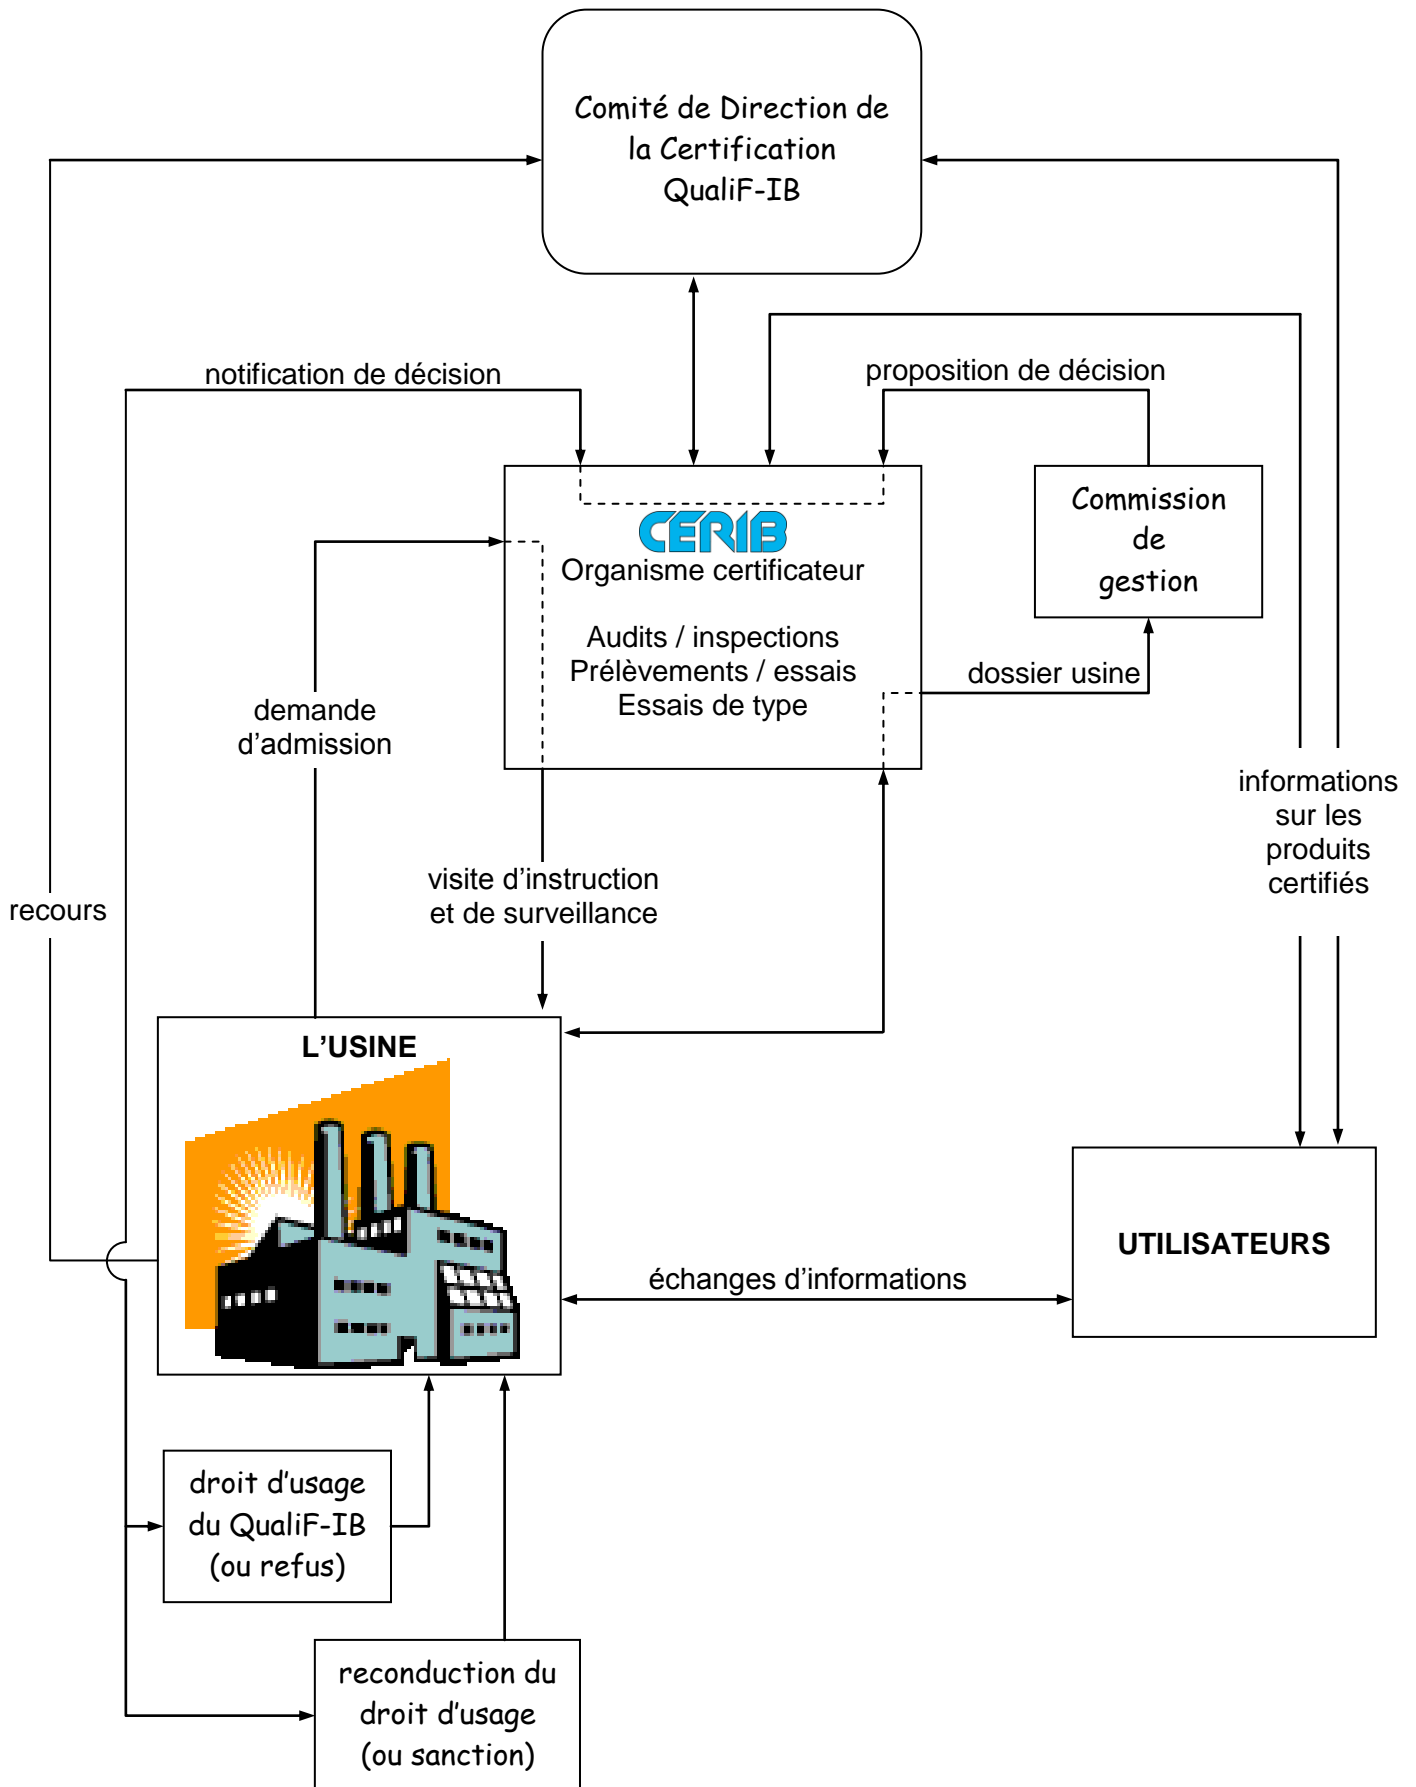 Comité de Direction de
la Certification
QualiF-IB
notification de décision
proposition de décision
CERIB
Organisme certificateur
Audits / inspections
Prélèvements / essais
Essais de type
Commission
de
gestion
dossier usine
demande
d'admission
informations
sur les
produits
certifiés
visite d’instruction
et de surveillance
recours
L’USINE
UTILISATEURS
échanges d’informations
droit d'usage
du QualiF-IB
(ou refus)
reconduction du
droit d'usage
(ou sanction)